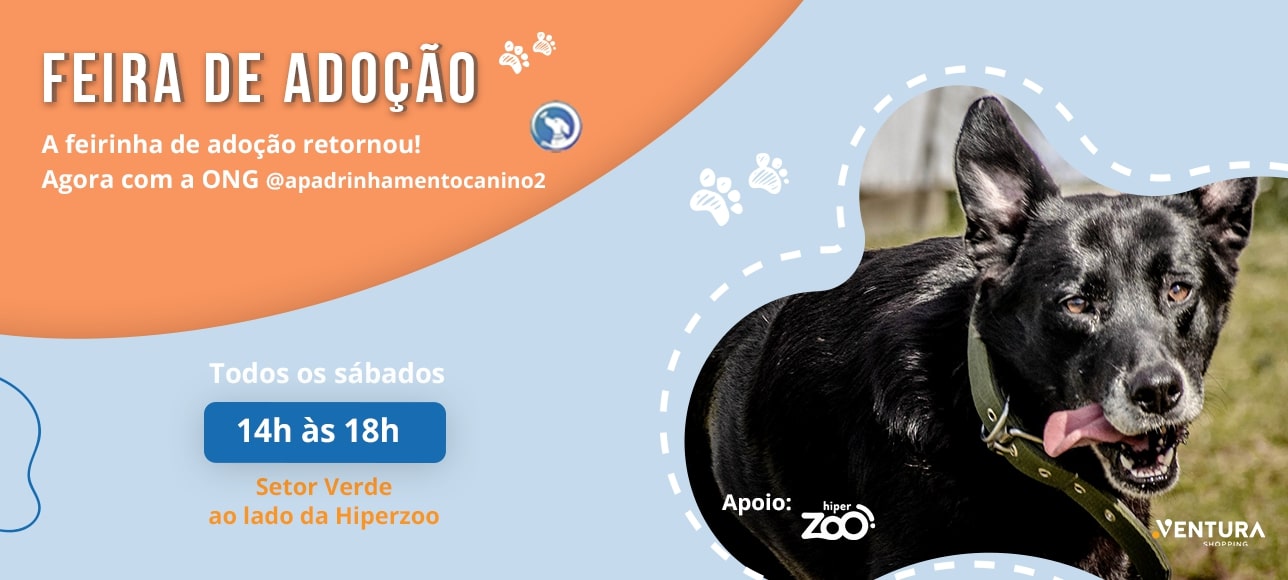 FEIRA DE ADOÇÃO
A feirinha de adoção retornou!
Agora com a ONG @apadrinhamentocanino2
Todos os sábados
14h às 18h
Setor Verde
ao lado da Hiperzoo
Apoio:
hiper
ZOO
VENTURA
SHOPPING